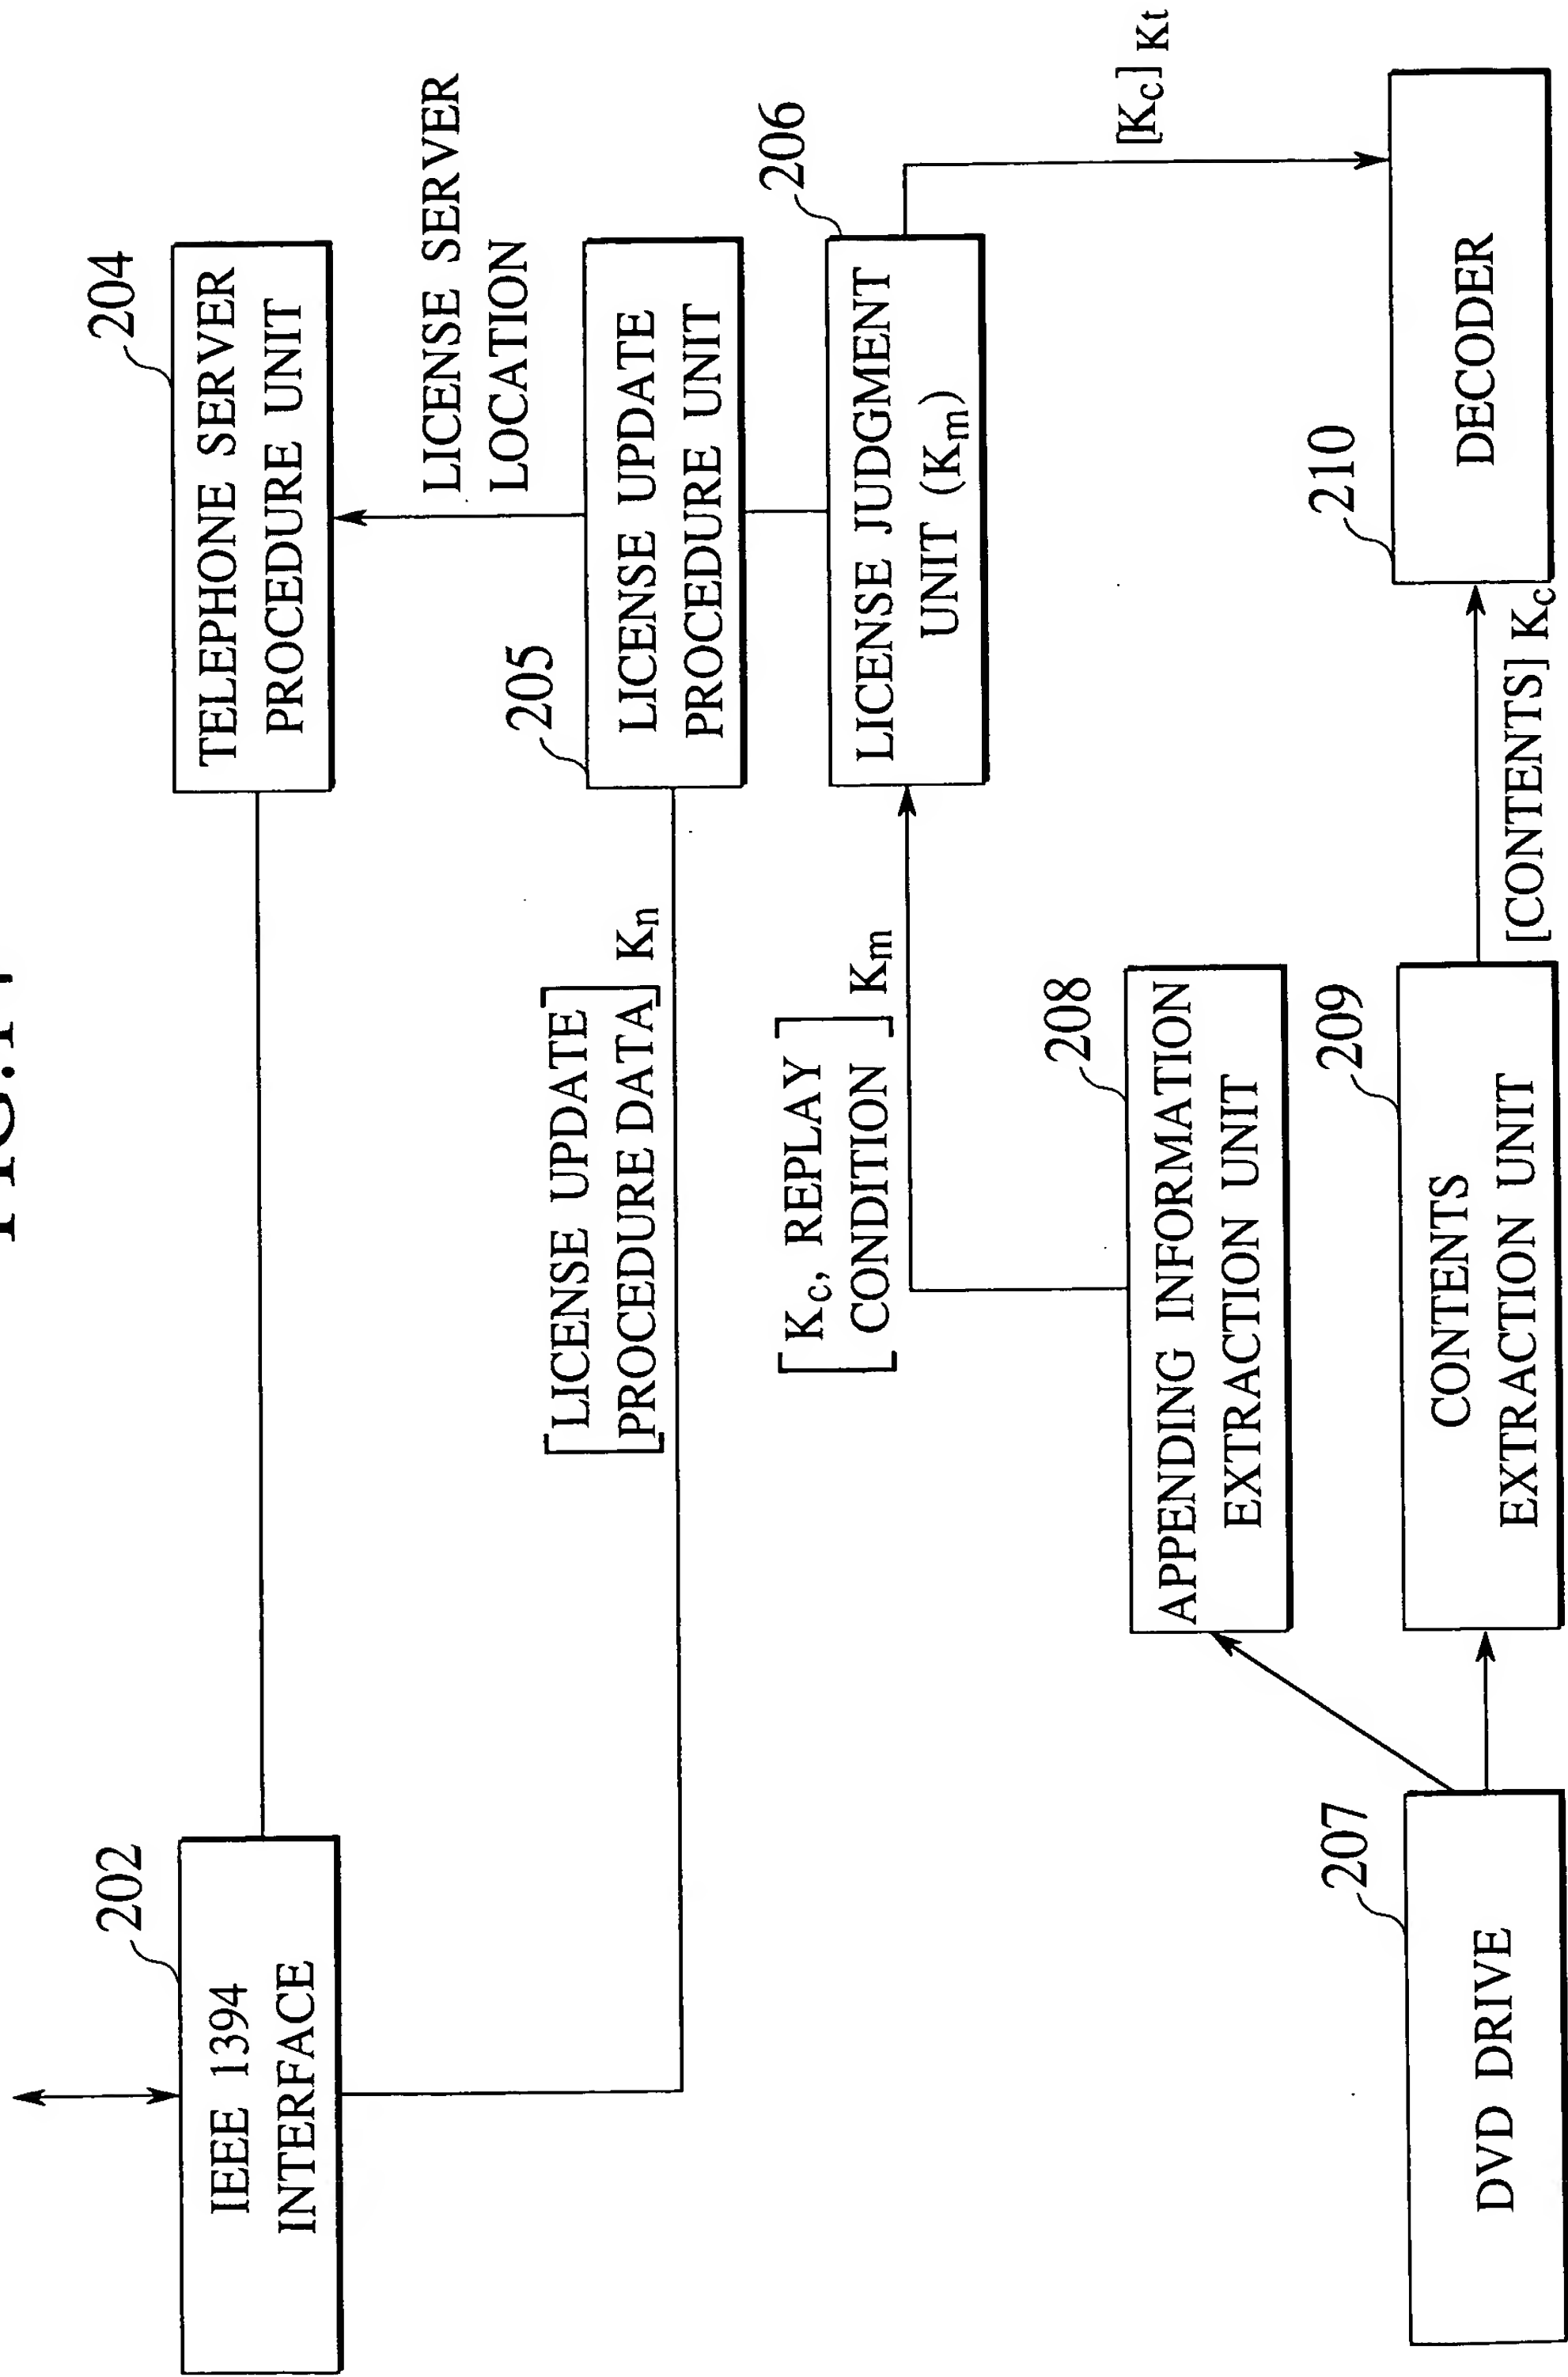 202
IEEE 1394
INTERFACE
204
TELEPHONE SERVER
PROCEDURE UNIT
LICENSE SERVER
LOCATION
205
LICENSE UPDATE
PROCEDURE UNIT
[LICENSE UPDATE
PROCEDURE DATA] Kn
206
LICENSE JUDGMENT
UNIT (Km)
[Kc, REPLAY
CONDITION] Km
[Kc] Kt
208
APPENDING INFORMATION
EXTRACTION UNIT
207
DVD DRIVE
209
CONTENTS
EXTRACTION UNIT
[CONTENTS] Kc
210
DECODER